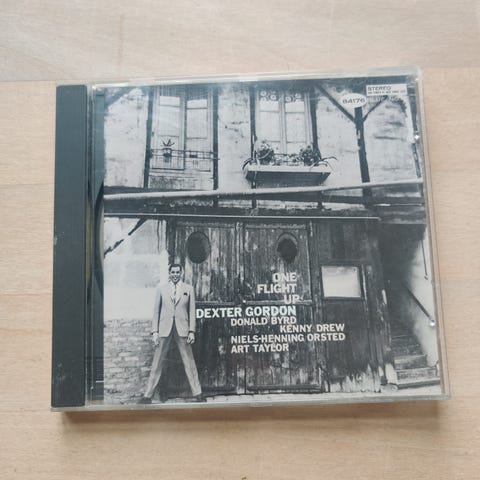 84176
STEREO
ONE
FLIGHT
UP
DEXTER GORDON
DONALD BYRD
KENNY DREW
NIELS-HENNING ORSTED
ART TAYLOR